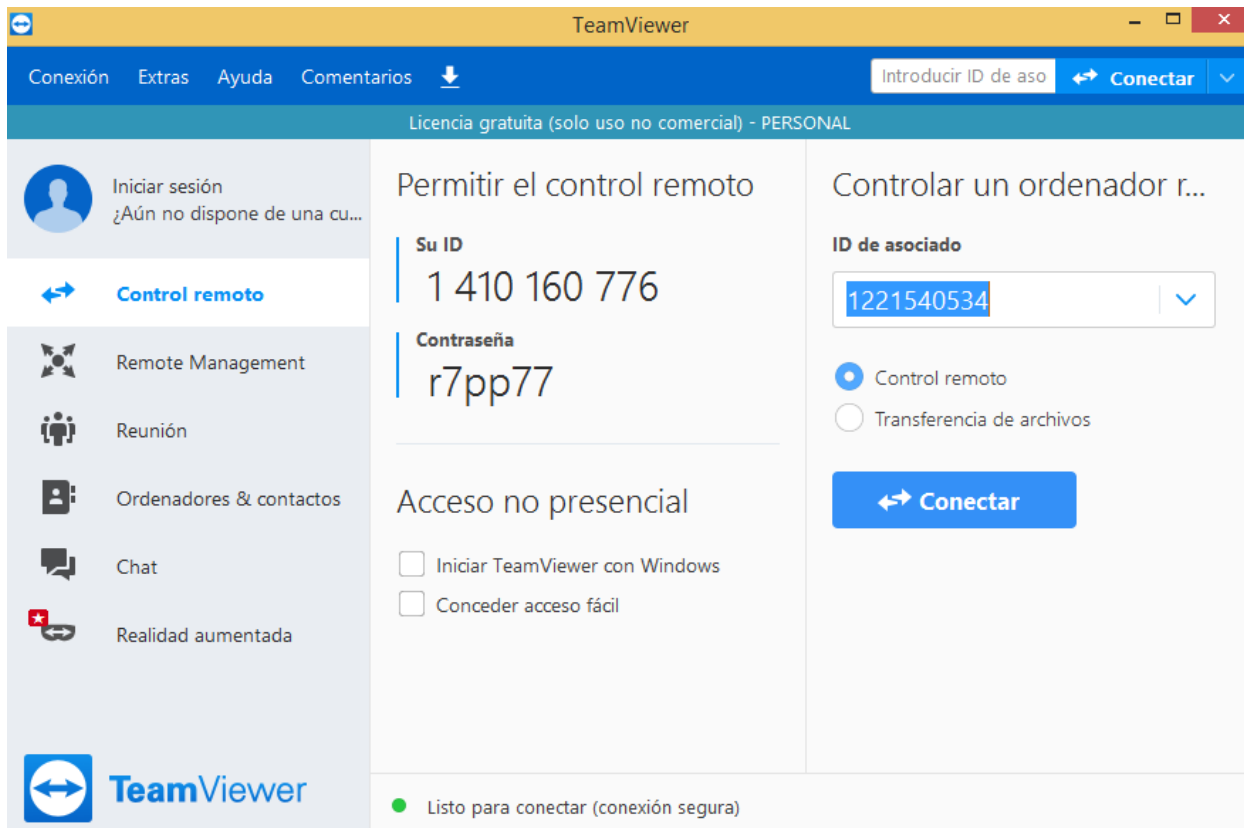 TeamViewer
Conexión Extras Ayuda Comentarios
Introducir ID de aso
Conectar
Licencia gratuita (solo uso no comercial) - PERSONAL
Iniciar sesión
¿Aún no dispone de una cu...
Control remoto
Remote Management
Reunión
Ordenadores & contactos
Chat
Realidad aumentada
TeamViewer
Permitir el control remoto
Su ID
1 410 160 776
Contraseña
r7pp77
Acceso no presencial
Iniciar TeamViewer con Windows
Conceder acceso fácil
Controlar un ordenador r...
ID de asociado
1221540534
Control remoto
Transferencia de archivos
Conectar
Listo para conectar (conexión segura)